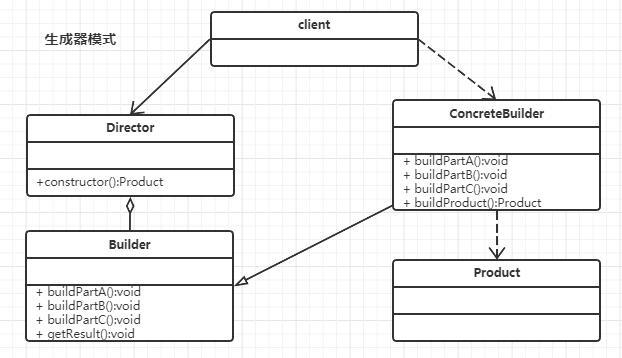 生成器模式
client
Director
+constructor():Product
ConcreteBuilder
+ buildPartA():void
+ buildPartB():void
+ buildPartC():void
+ buildProduct():Product
Builder
+ buildPartA():void
+ buildPartB():void
+ buildPartC():void
+ getResult():void
Product